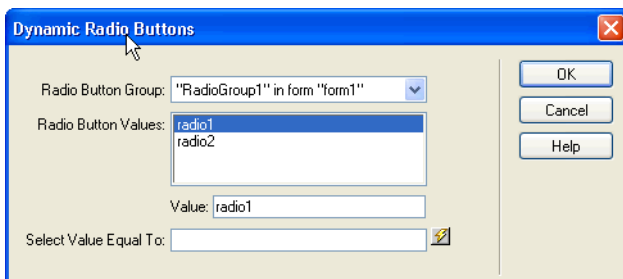 Dynamic Radio Buttons
Radio Button Group: "RadioGroup1" in form "form1"
Radio Button Values: radio1
radio2
Value: radio1
Select Value Equal To:
OK
Cancel
Help